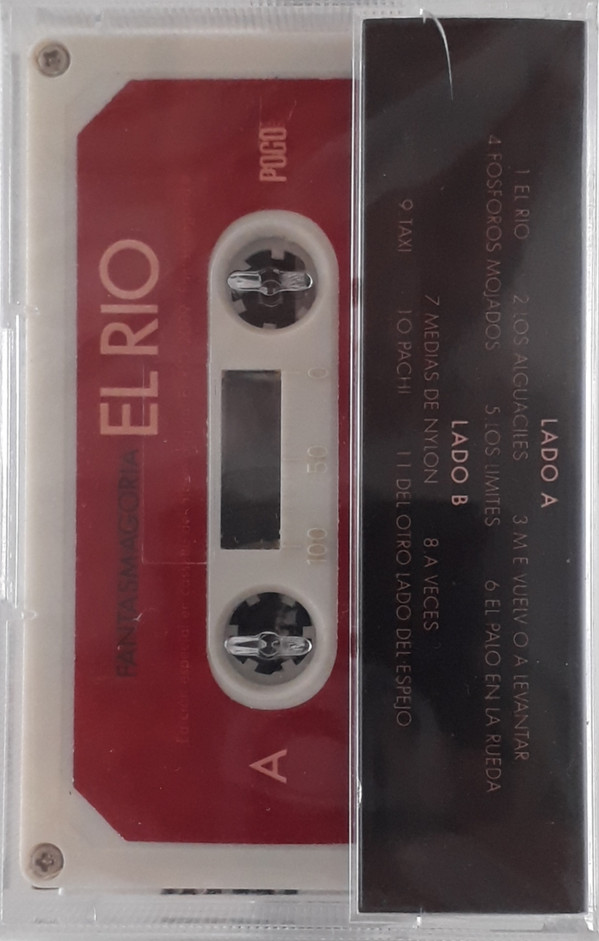 LADO A
1 EL RIO 2 LOS ALGUACILES 3 M E VUELV O A LEVANTAR
4 FOSFOROS MOJADOS 5 LOS LIMITES 6 EL PALO EN LA RUEDA
LADO B
7 MEDIAS DE NYLON 8 A VECES
9 TAXI 10 PACHI 11 DEL OTRO LADO DEL ESPEJO
POGO
EL RIO
FANTASMAGORIA
0 50 100
A